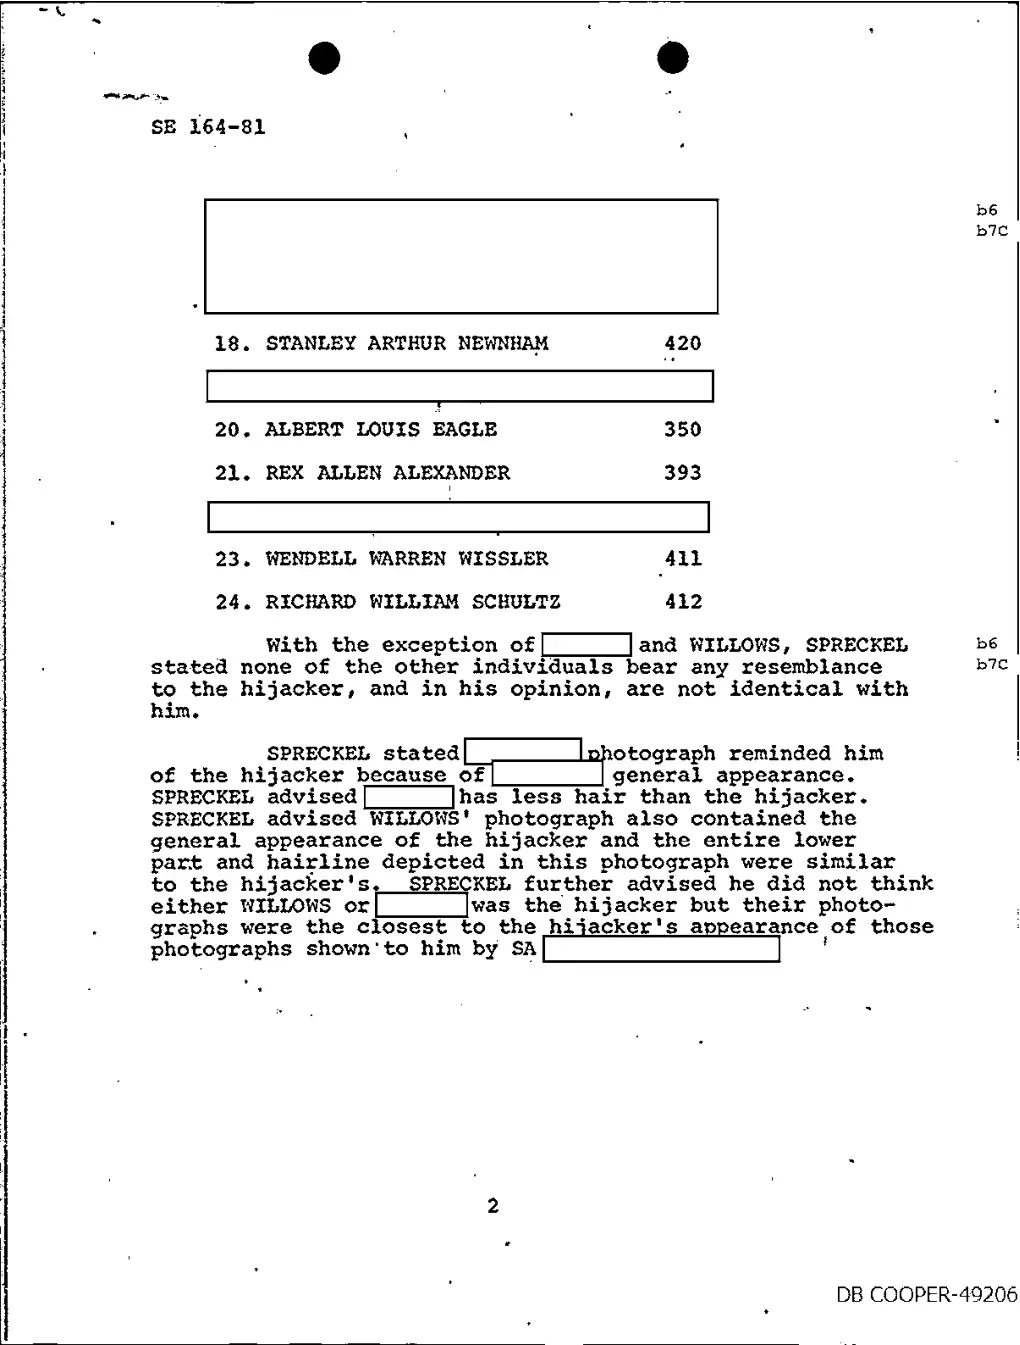 SE 164-81
b6
b7C
18. STANLEY ARTHUR NEWNHAM 420
20. ALBERT LOUIS EAGLE 350
21. REX ALLEN ALEXANDER 393
23. WENDELL WARREN WISSLER 411
24. RICHARD WILLIAM SCHULTZ 412
With the exception of and WILLOWS, SPRECKEL b6
stated none of the other individuals bear any resemblance b7C
to the hijacker, and in his opinion, are not identical with
him.
SPRECKEL stated photograph reminded him
of the hijacker because of general appearance.
SPRECKEL advised has less hair than the hijacker.
SPRECKEL advised WILLOWS' photograph also contained the
general appearance of the hijacker and the entire lower
part and hairline depicted in this photograph were similar
to the hijacker's. SPRECKEL further advised he did not think
either WILLOWS or was the hijacker but their photo-
graphs were the closest to the hijacker's appearance of those
photographs shown to him by SA
2
DB COOPER-49206